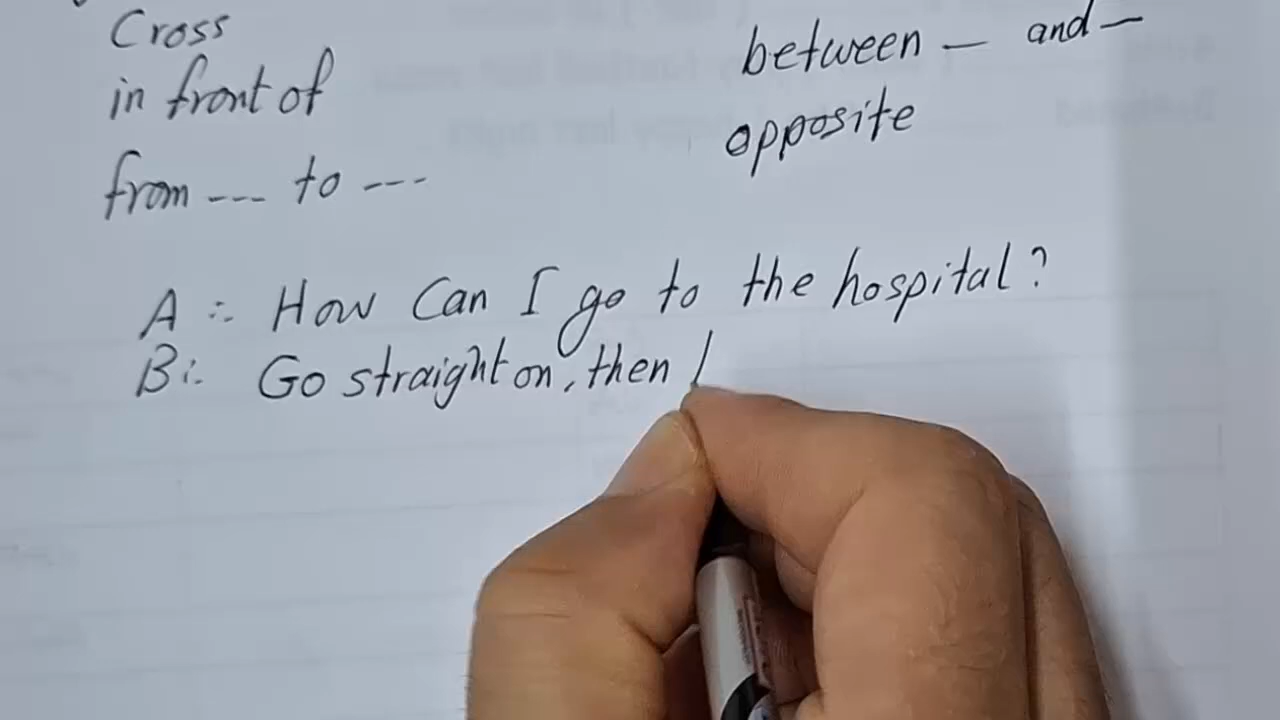 Cross
in front of
from --- to ---
between — and —
opposite
A : How Can I go to the hospital?
B : Go straight on, then